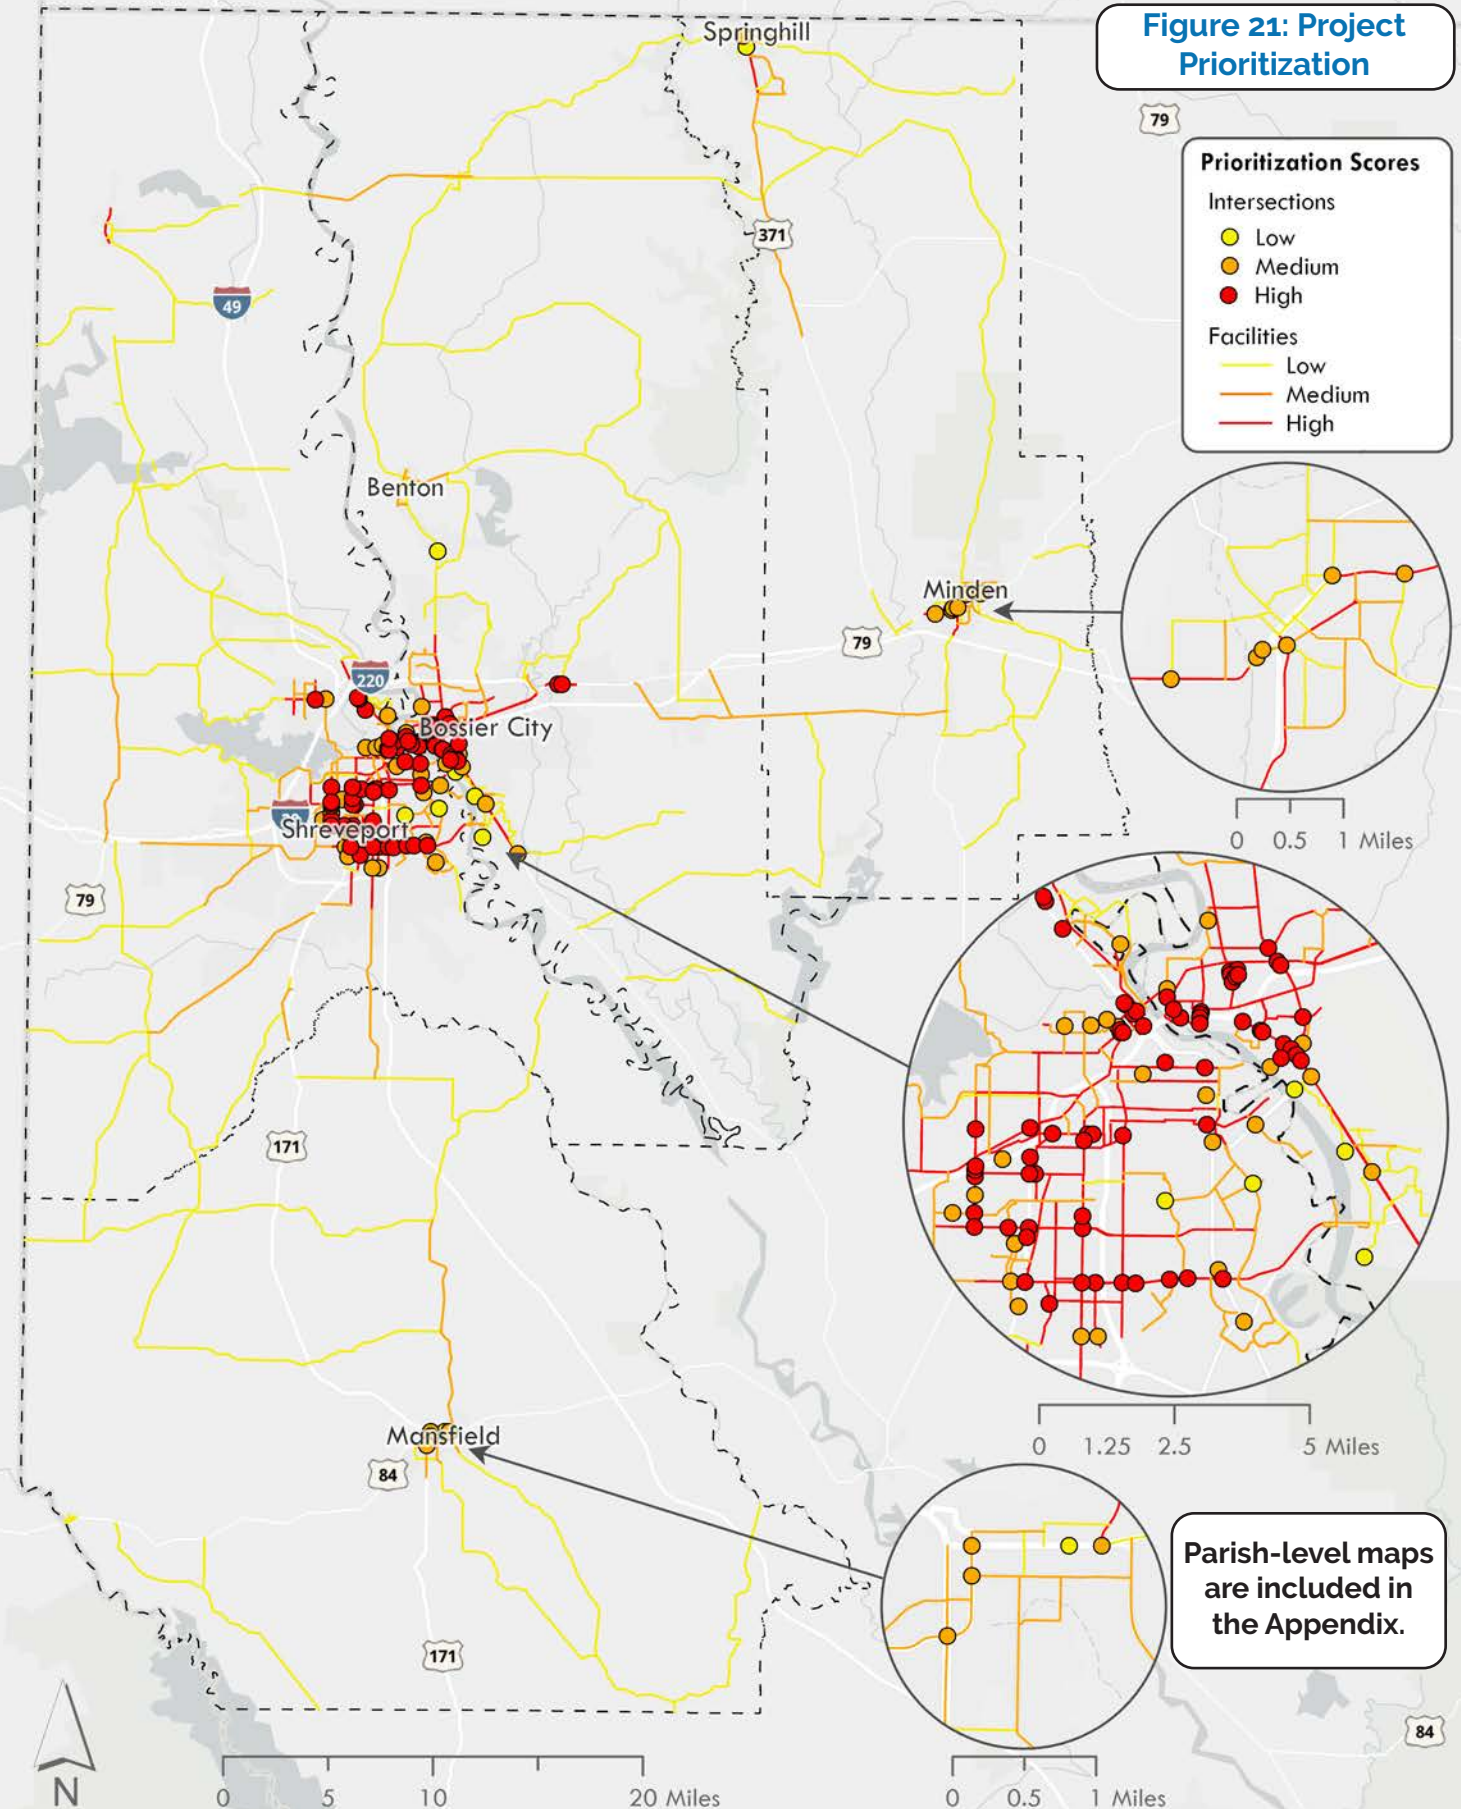 Figure 21: Project
Prioritization
Springhill
79
Prioritization Scores
Intersections
Low
Medium
High
Facilities
Low
Medium
High
371
49
Benton
Minden
79
220
Bossier City
Shreveport
79
0 0.5 1 Miles
171
0 1.25 2.5 5 Miles
Mansfield
84
Parish-level maps
are included in
the Appendix.
171
84
N
0 5 10 20 Miles
0 0.5 1 Miles